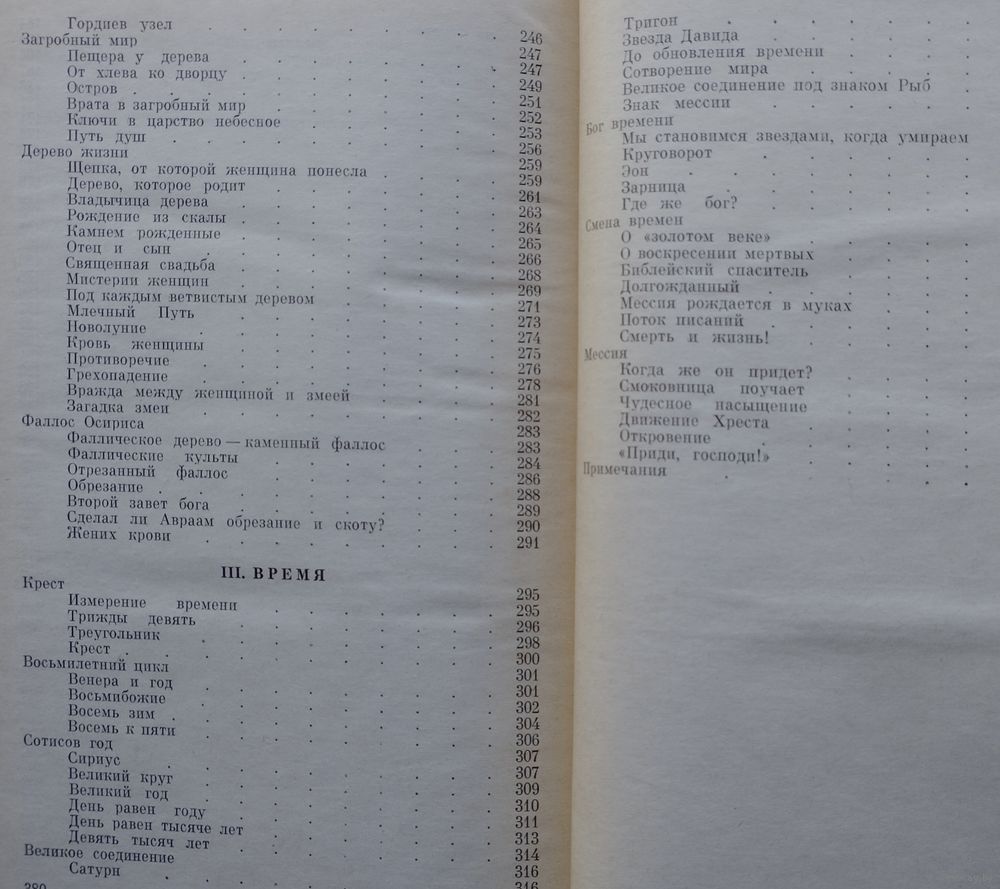 Гордиев узел . . . . . . . 246
Загробный мир 247
Пещера у дерева . . . . . . 247
От хлева ко дворцу . . . . . . 249
Остров . . . . . . . . 251
Врата в загробный мир . . . . . 252
Ключи в царство небесное . . . . . 253
Путь душ . . . . . . . 256
Дерево жизни 259
Щепка, от которой женщина понесла . . . 259
Дерево, которое родит . . . . . 261
Владычица дерева . . . . . . 263
Рождение из скалы . . . . . . 264
Камнем рожденные . . . . . . 265
Отец и сын . . . . . . . 266
Священная свадьба . . . . . . 268
Мистерии женщин . . . . . . 269
Под каждым ветвистым деревом . . . . 271
Млечный Путь . . . . . . 273
Новолуние . . . . . . . 274
Кровь женщины . . . . . . 275
Противоречие . . . . . . . 276
Грехопадение . . . . . . . 278
Вражда между женщиной и змеей . . . . 281
Загадка змеи . . . . . . . 282
Фаллос Осириса 283
Фаллическое дерево — каменный фаллос . . . 283
Фаллические культы . . . . . . 284
Отрезанный фаллос . . . . . . 286
Обрезание . . . . . . . 288
Второй завет бога . . . . . . 289
Сделал ли Авраам обрезание и скоту? . . . 290
Жених крови . . . . . . . 291
III. ВРЕМЯ
Крест 295
Измерение времени . . . . . . 295
Трижды девять . . . . . . 296
Треугольник . . . . . . . 298
Крест . . . . . . . . 300
Восьмилетний цикл 301
Венера и год . . . . . . . 301
Восьмибожие . . . . . . . 302
Восемь зим . . . . . . . 304
Восемь к пяти . . . . . . . 306
Сотисов год 307
Сириус . . . . . . . 307
Великий круг . . . . . . . 309
Великий год . . . . . . . 310
День равен году . . . . . . 311
День равен тысяче лет . . . . . 313
Девять тысяч лет . . . . . . 314
Великое соединение 316
Сатурн . . . . . . . 316
380
Тригон . . . . .
Звезда Давида . . . .
До обновления времени . . .
Сотворение мира . . . .
Великое соединение под знаком Рыб .
Знак мессии . . . .
Бог времени
Мы становимся звездами, когда умираем
Круговорот . . . .
Эон . . . . .
Зарница . . . . .
Где же бог? . . . .
Смена времен
О «золотом веке» . . . .
О воскресении мертвых . . .
Библейский спаситель . . .
Долгожданный . . . .
Мессия рождается в муках . .
Поток писаний . . . .
Смерть и жизнь! . . . .
Мессия
Когда же он придет? . . .
Смоковница поучает . . .
Чудесное насыщение . . .
Движение Христа . . . .
Откровение . . . .
«Приди, господи!» . . . .
Примечания . . . . .